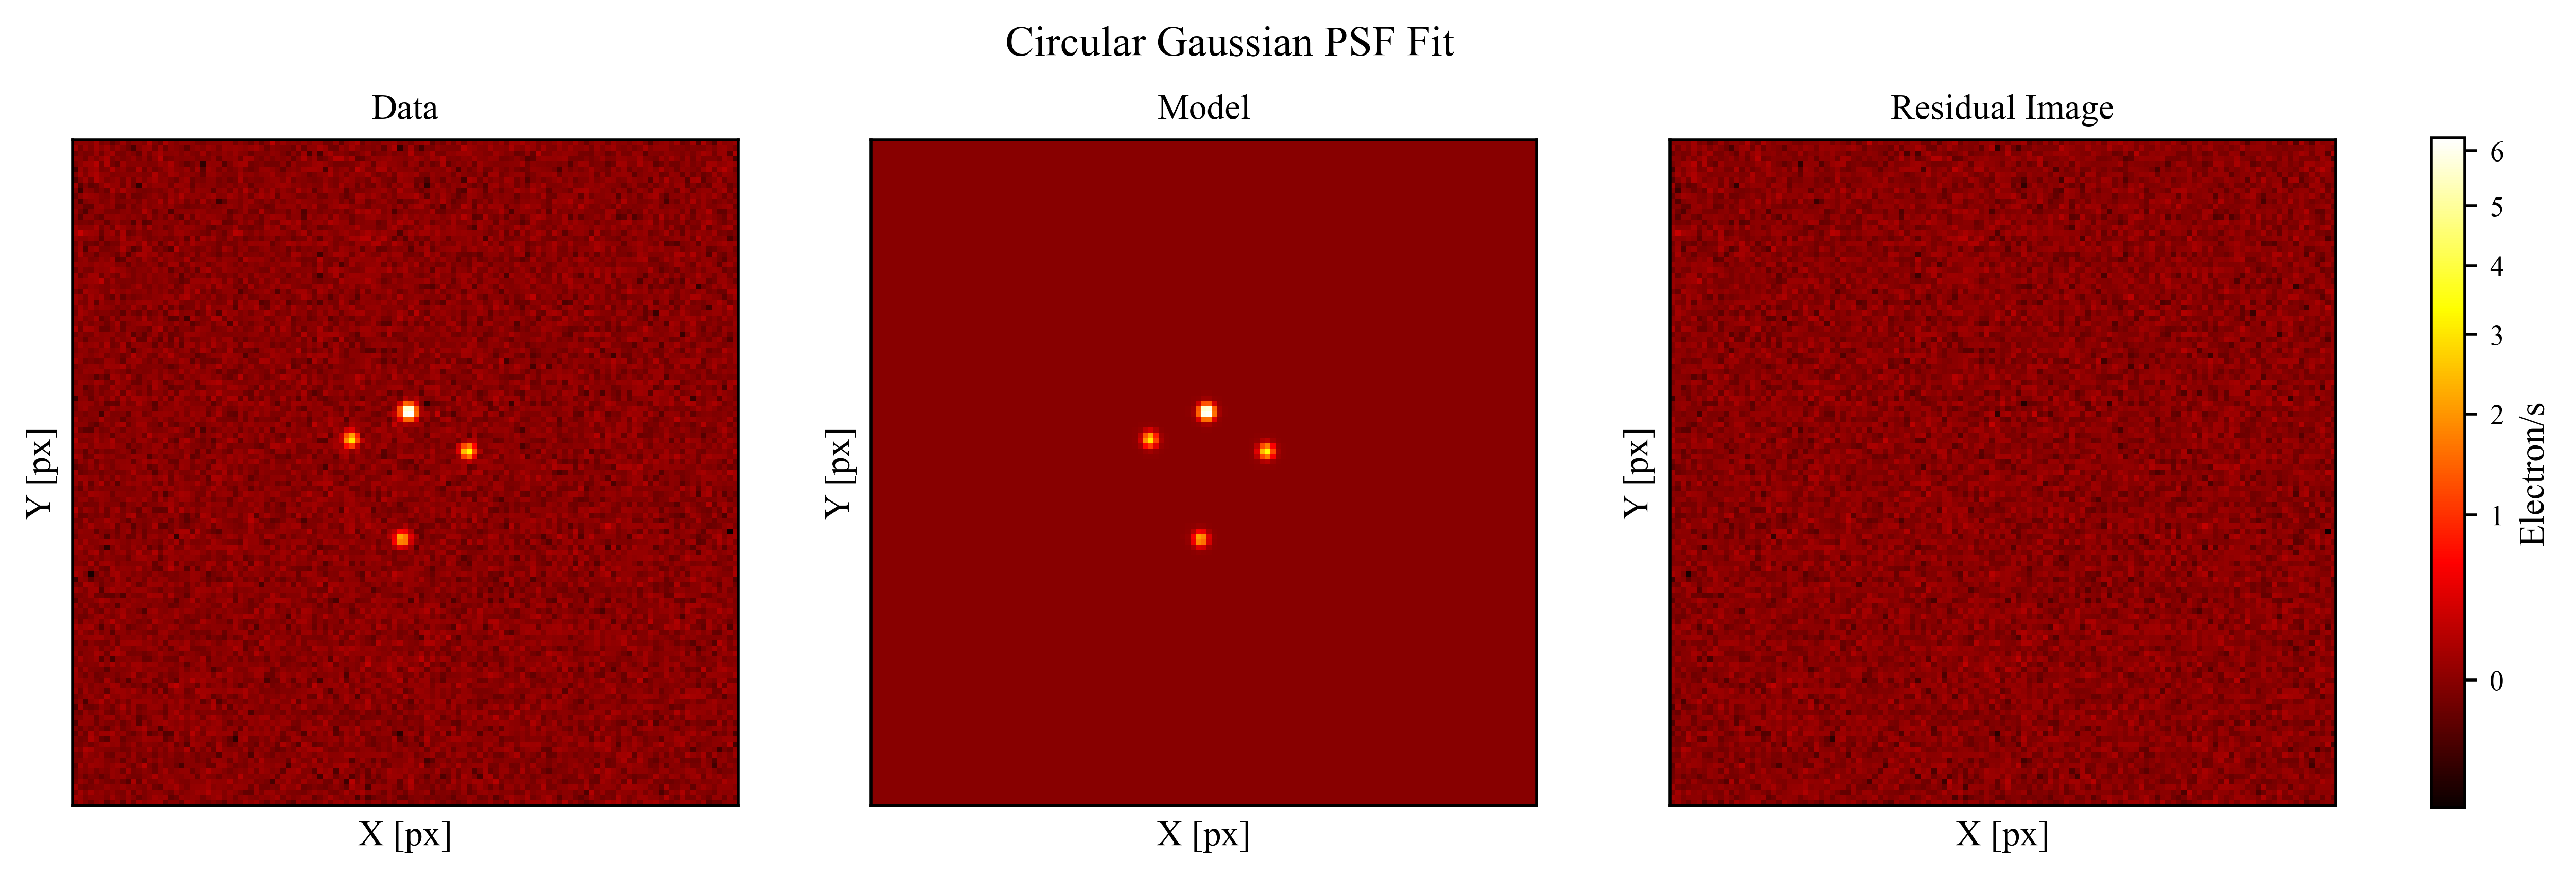 Circular Gaussian PSF Fit
Data
Model
Residual Image
Y [px]
X [px]
Y [px]
X [px]
Y [px]
X [px]
6
5
4
3
2
1
0
Electron/s